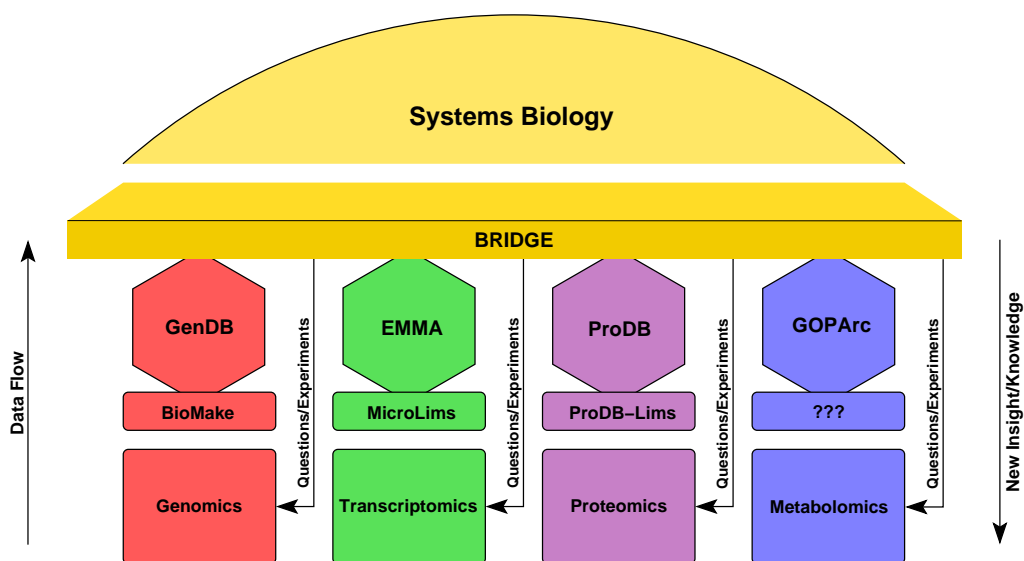 Systems Biology
BRIDGE
GenDB
EMMA
ProDB
GOPArc
BioMake
MicroLims
ProDB–Lims
???
Genomics
Transcriptomics
Proteomics
Metabolomics
Questions/Experiments
Questions/Experiments
Questions/Experiments
Questions/Experiments
Data Flow
New Insight/Knowledge